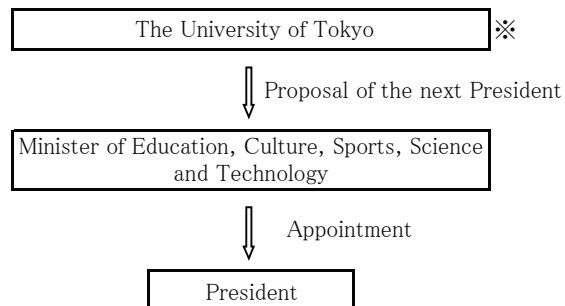 The University of Tokyo ※
Proposal of the next President
Minister of Education, Culture, Sports, Science
and Technology
Appointment
President